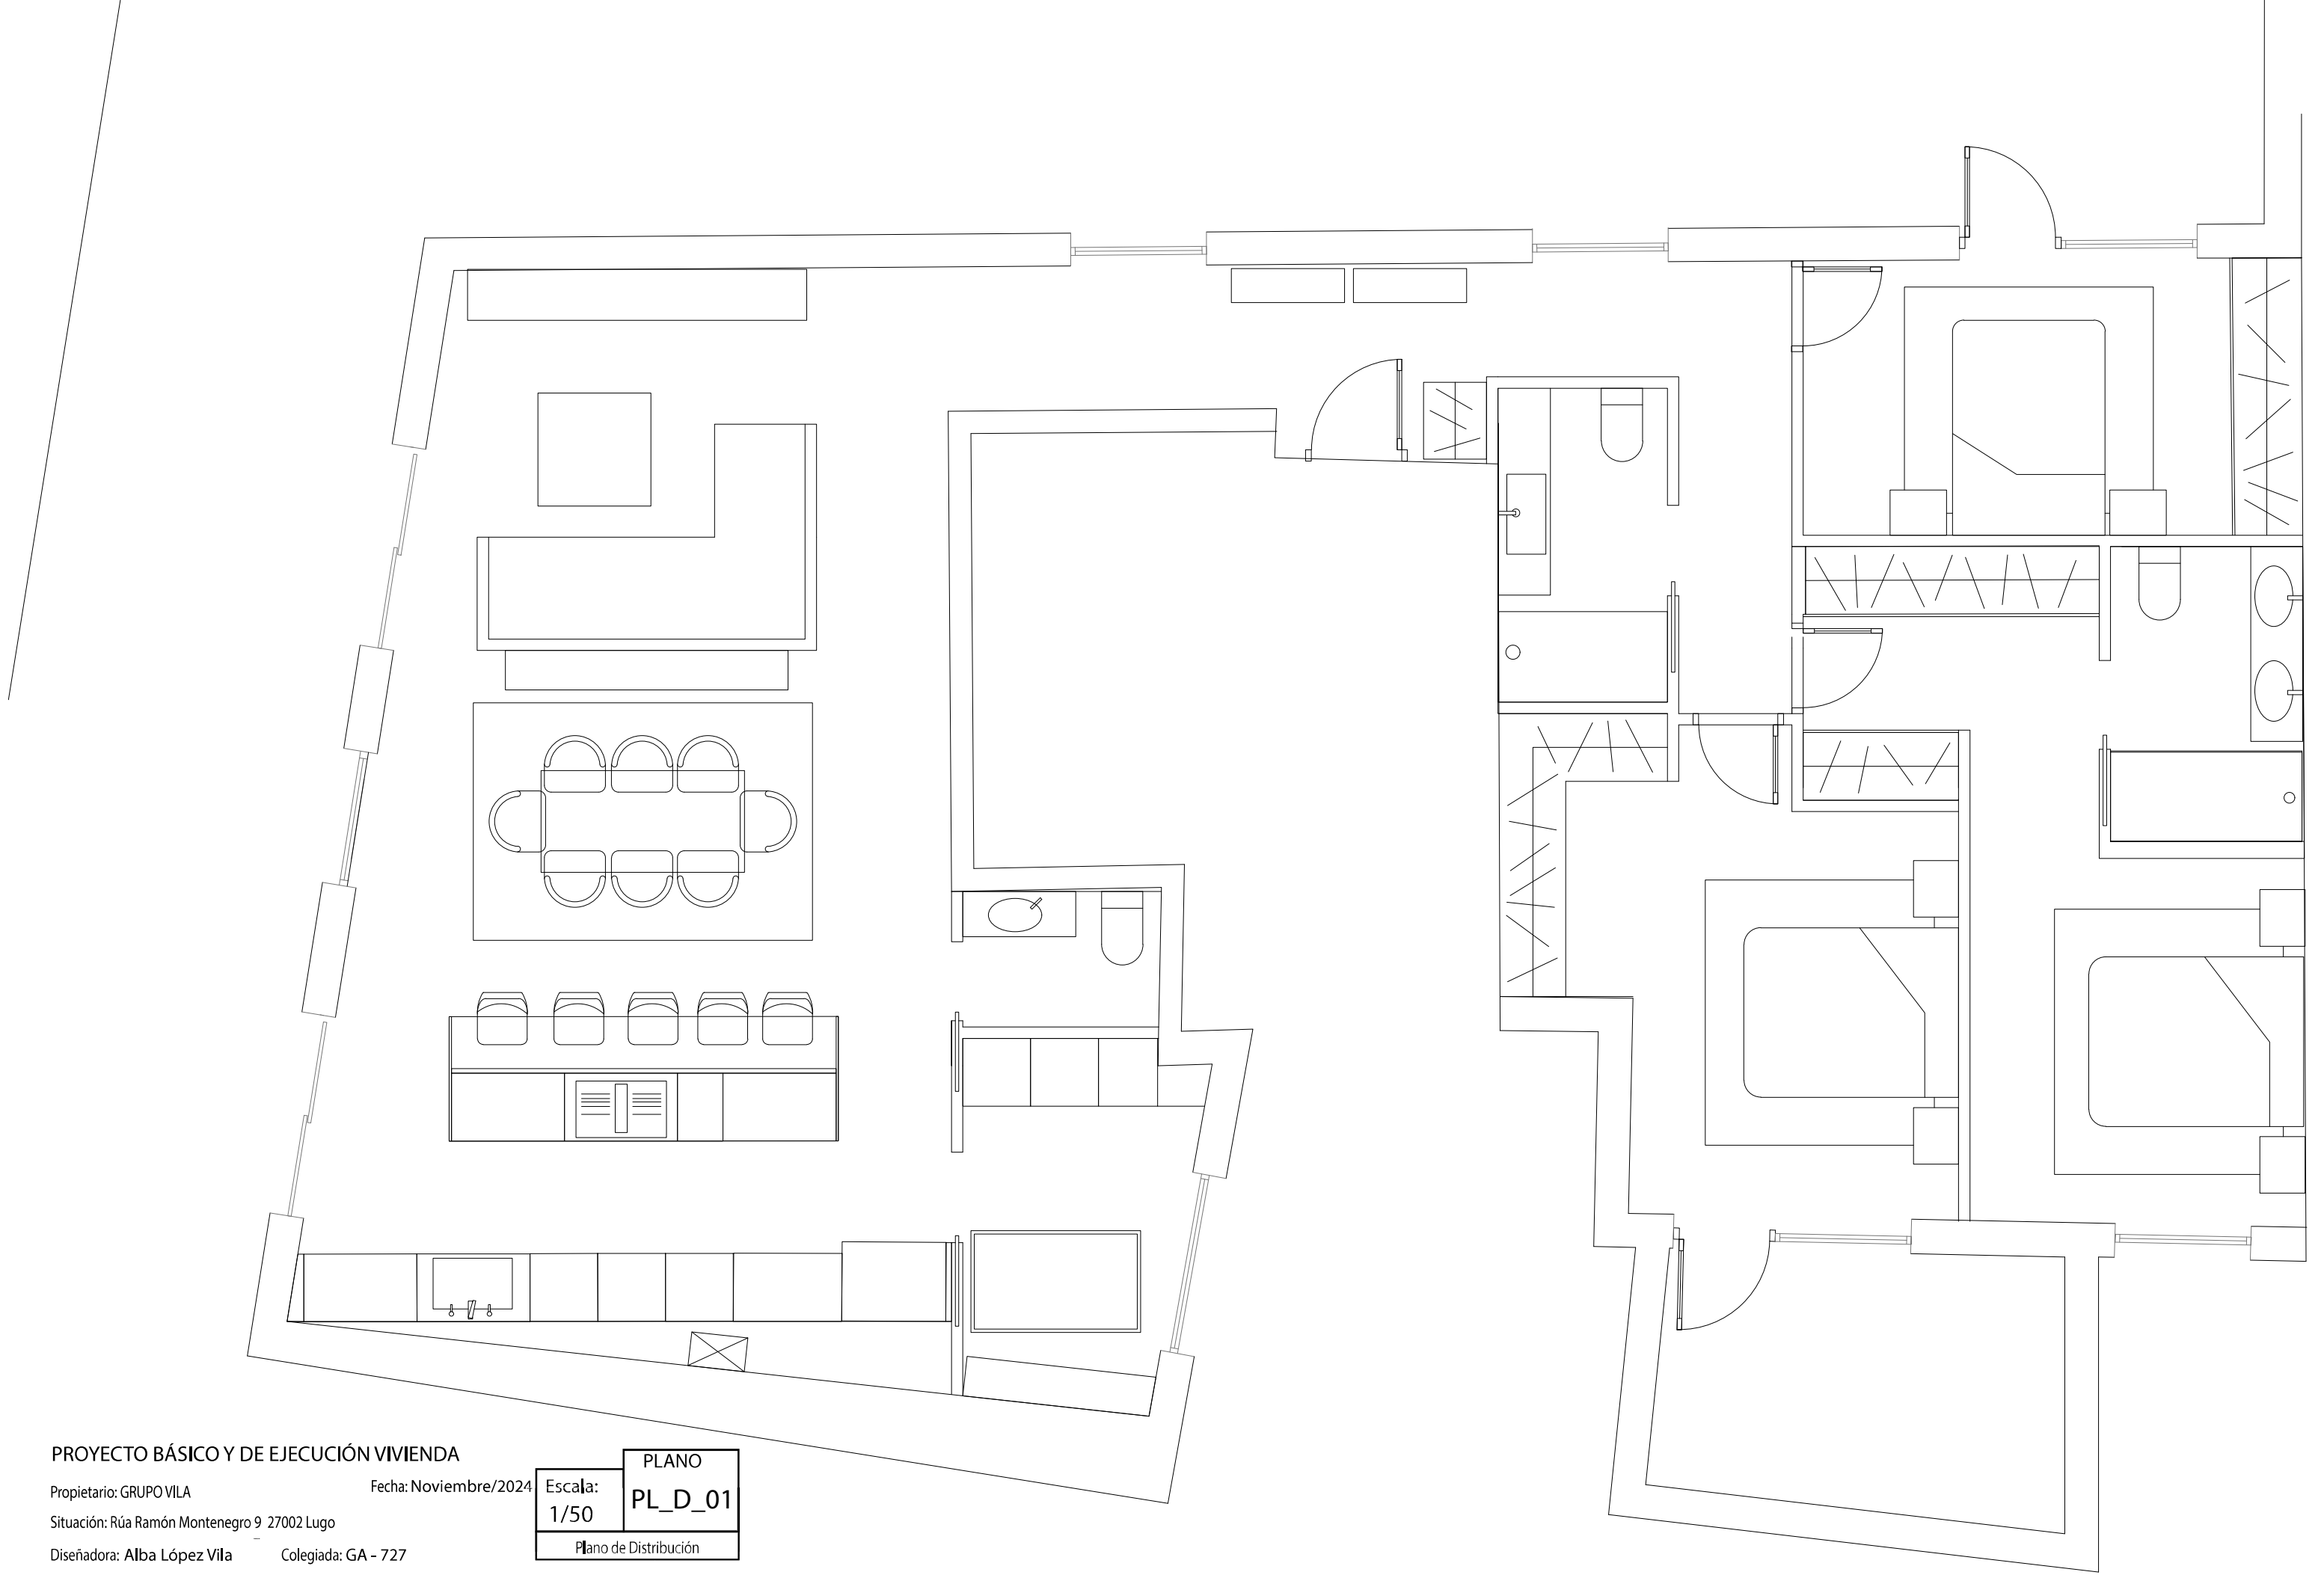 PROYECTO BÁSICO Y DE EJECUCIÓN VIVIENDA
Propietario: GRUPO VILA
Fecha: Noviembre/2024
Situación: Rúa Ramón Montenegro 9 27002 Lugo
Diseñadora: Alba López Vila
Colegiada: GA - 727
Escala:
1/50
PLANO
PL_D_01
Plano de Distribución